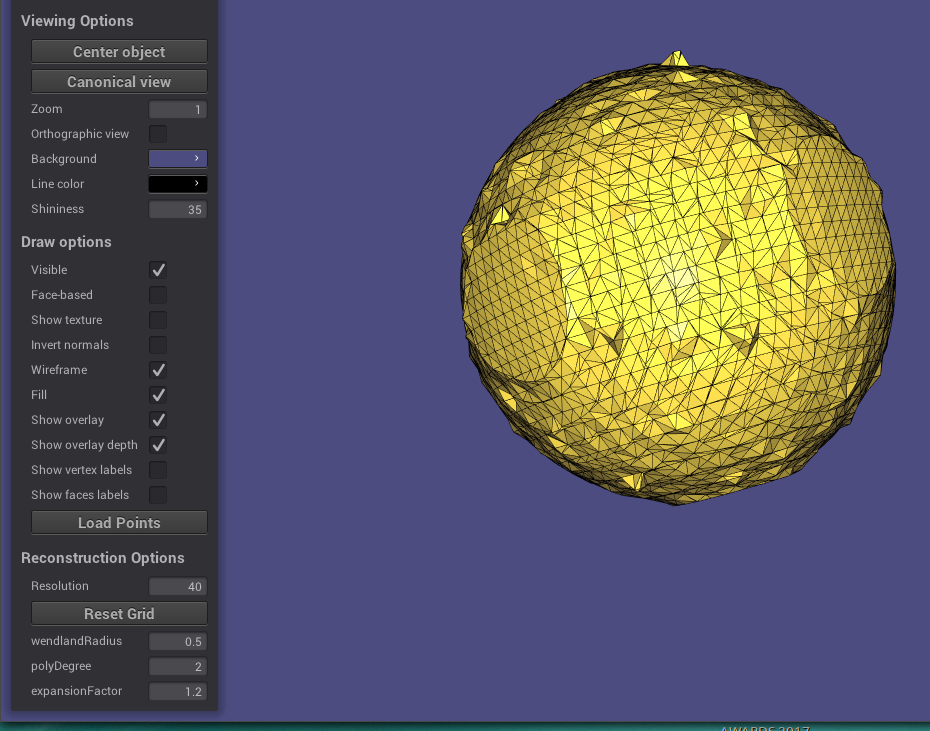 Viewing Options
Center object
Canonical view
Zoom 1
Orthographic view
Background ›
Line color ›
Shininess 35
Draw options
Visible
Face-based
Show texture
Invert normals
Wireframe
Fill
Show overlay
Show overlay depth
Show vertex labels
Show faces labels
Load Points
Reconstruction Options
Resolution 40
Reset Grid
wendlandRadius 0.5
polyDegree 2
expansionFactor 1.2
AWARDS 2017